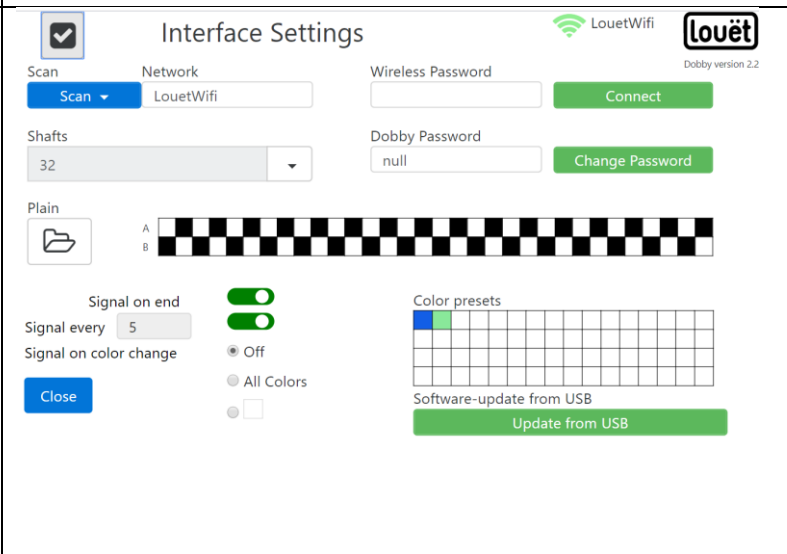 Interface Settings
LouetWifi
louët
Dobby version 2.2
Scan
Network
Wireless Password
Scan
LouetWifi
Connect
Shafts
Dobby Password
32
null
Change Password
Plain
A
B
Signal on end
Signal every 5
Signal on color change
Off
All Colors
Close
Color presets
Software-update from USB
Update from USB